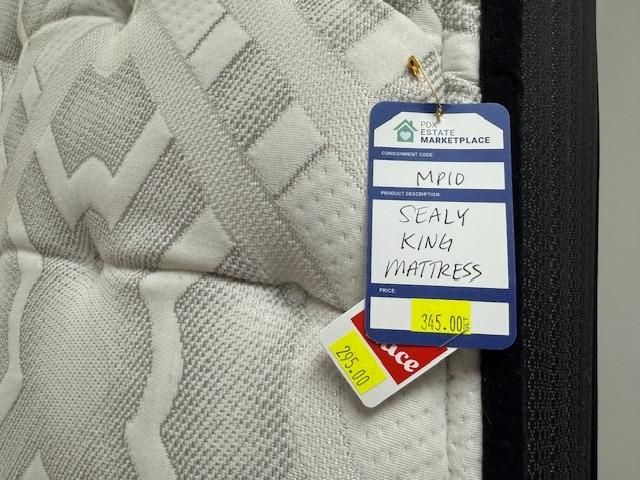 PDX
ESTATE
MARKETPLACE
CONSIGNMENT CODE:
MP10
PRODUCT DESCRIPTION:
SEALY
KING
MATTRESS
PRICE:
345.00
295.00